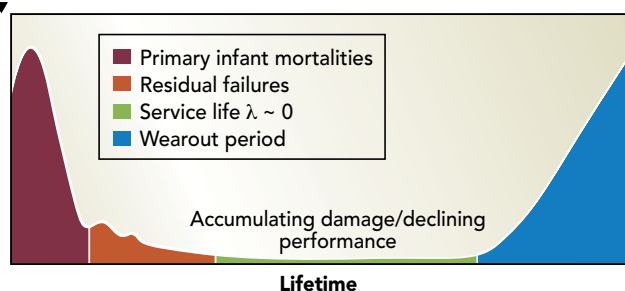 Primary infant mortalities
Residual failures
Service life λ ~ 0
Wearout period
Accumulating damage/declining
performance
Lifetime